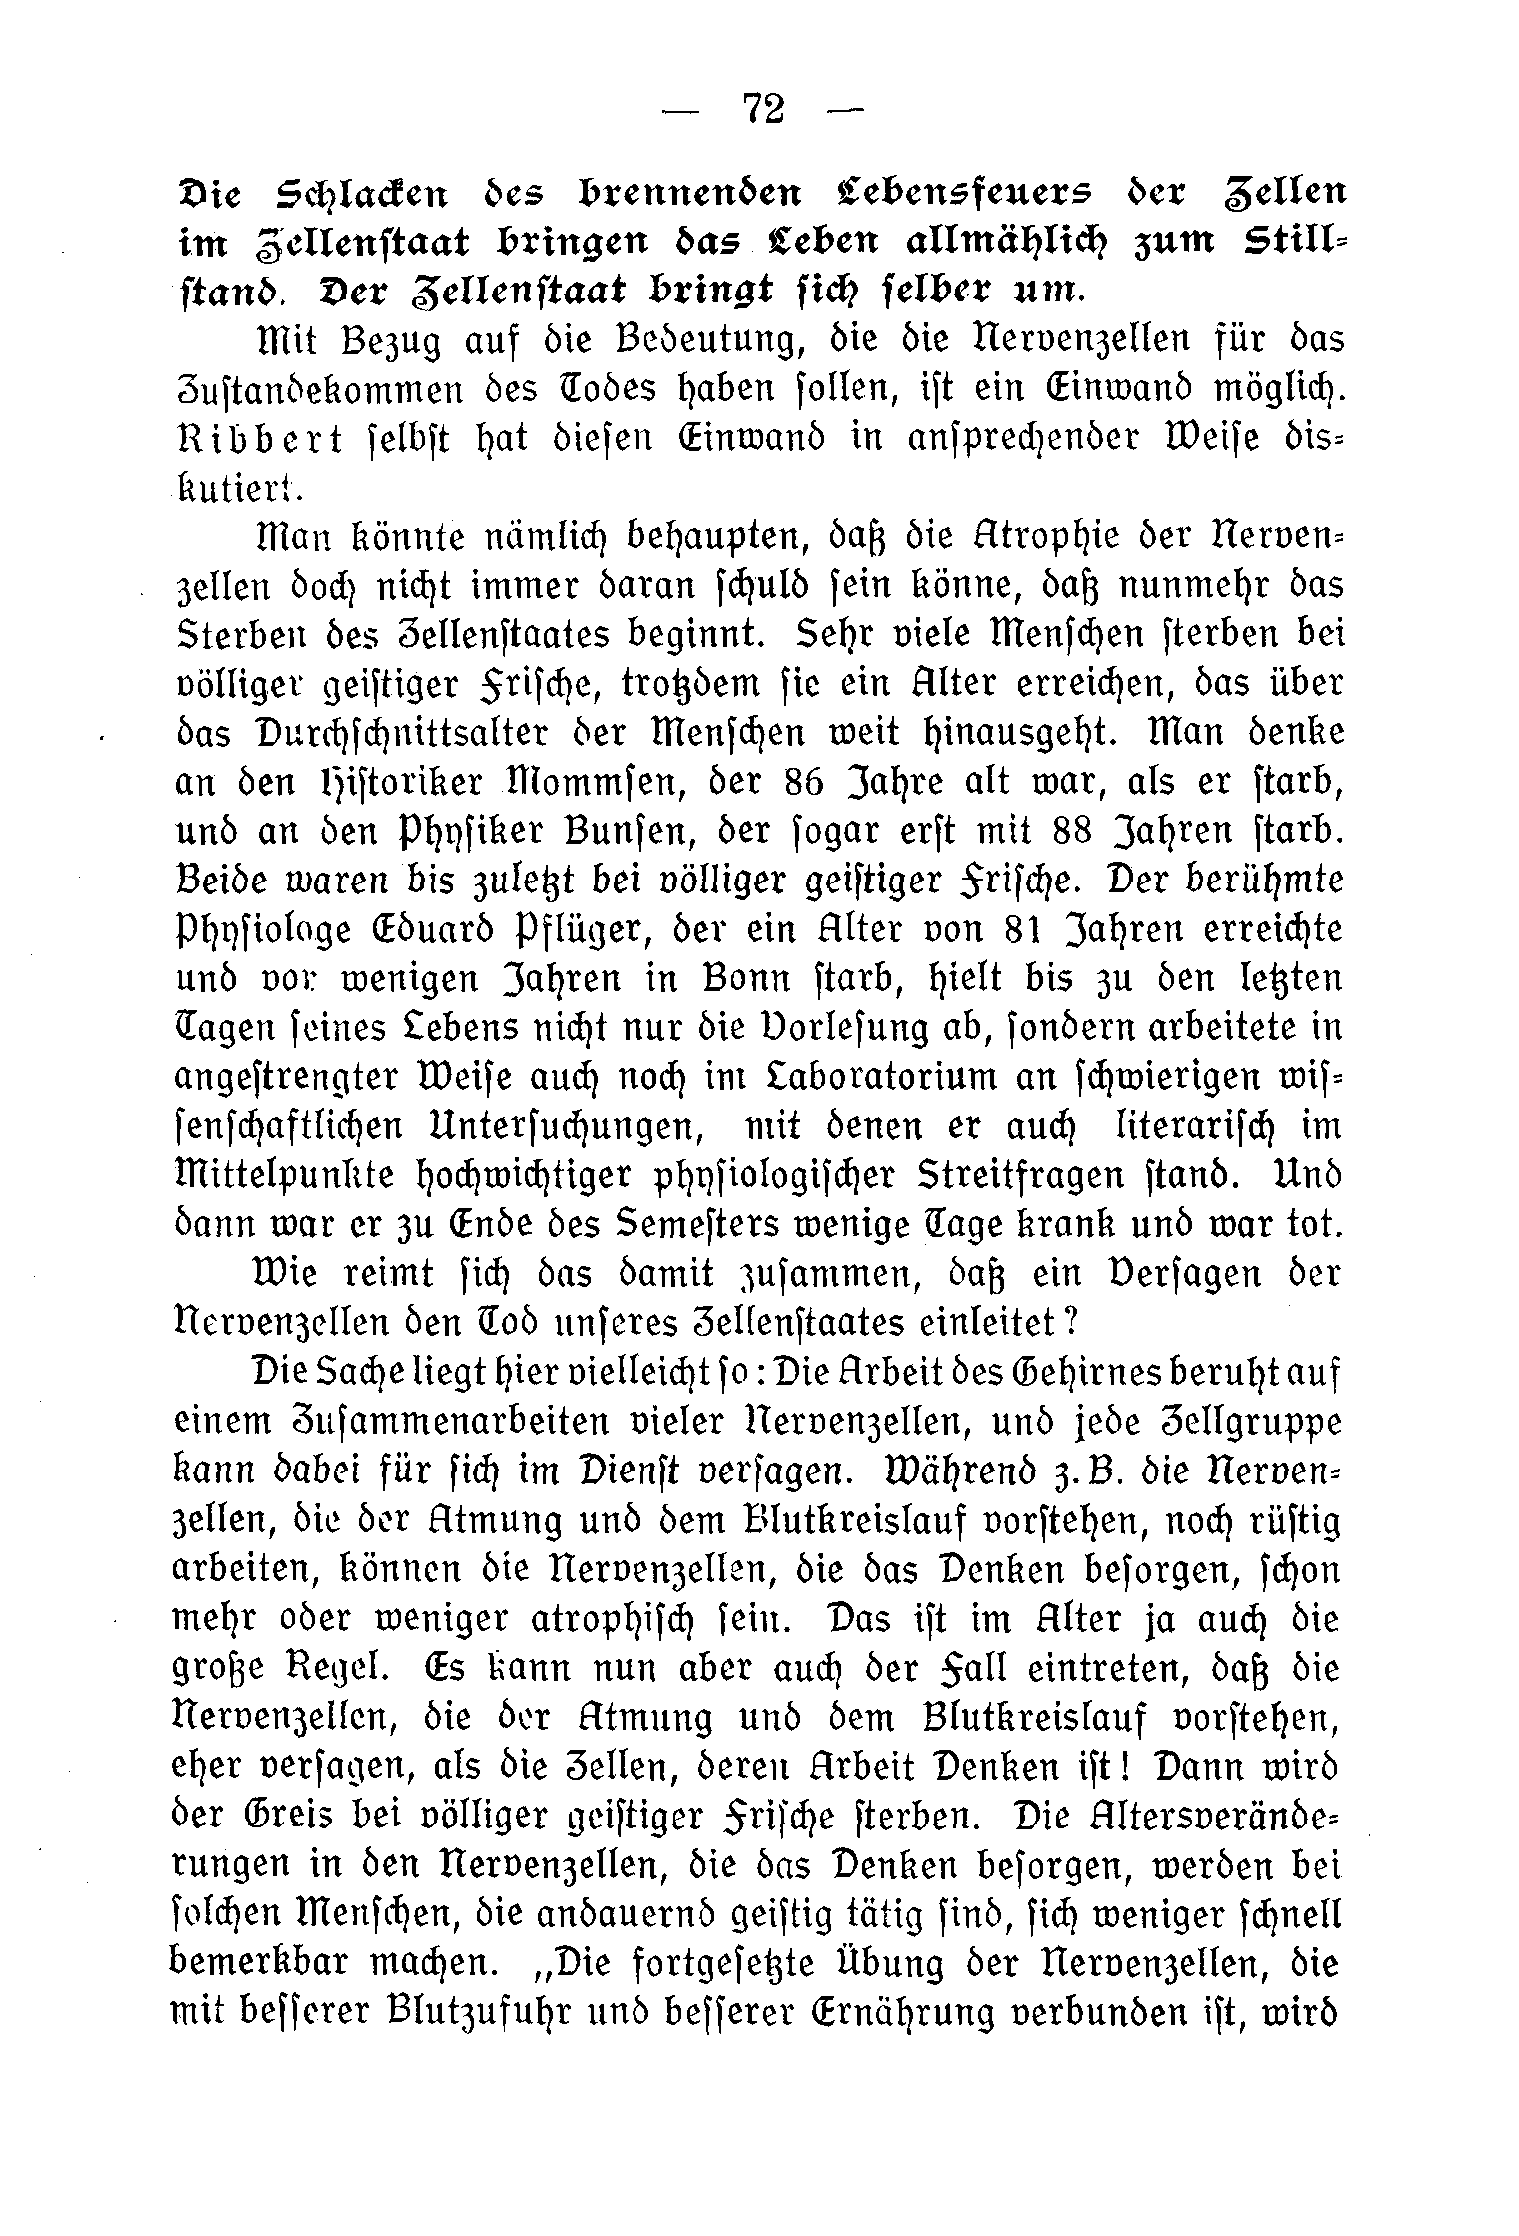 — 72 —
Die Schlacken des brennenden Lebensfeuers der Zellen
im Zellenſtaat bringen das Leben allmählich zum Still-
ſtand. Der Zellenſtaat bringt ſich ſelber um.
Mit Bezug auf die Bedeutung, die die Nervenzellen für das
Zuſtandekommen des Todes haben ſollen, iſt ein Einwand möglich.
Ribbert ſelbſt hat dieſen Einwand in anſprechender Weiſe dis-
kutiert.
Man könnte nämlich behaupten, daß die Atrophie der Nerven-
zellen doch nicht immer daran ſchuld ſein könne, daß nunmehr das
Sterben des Zellenſtaates beginnt. Sehr viele Menſchen ſterben bei
völliger geiſtiger Friſche, trotzdem ſie ein Alter erreichen, das über
das Durchſchnittsalter der Menſchen weit hinausgeht. Man denke
an den Hiſtoriker Mommſen, der 86 Jahre alt war, als er ſtarb,
und an den Phyſiker Bunſen, der ſogar erſt mit 88 Jahren ſtarb.
Beide waren bis zuletzt bei völliger geiſtiger Friſche. Der berühmte
Phyſiologe Eduard Pflüger, der ein Alter von 81 Jahren erreichte
und vor wenigen Jahren in Bonn ſtarb, hielt bis zu den letzten
Tagen ſeines Lebens nicht nur die Vorleſung ab, ſondern arbeitete in
angeſtrengter Weiſe auch noch im Laboratorium an ſchwierigen wiſ-
ſenſchaftlichen Unterſuchungen, mit denen er auch literariſch im
Mittelpunkte hochwichtiger phyſiologiſcher Streitfragen ſtand. Und
dann war er zu Ende des Semeſters wenige Tage krank und war tot.
Wie reimt ſich das damit zuſammen, daß ein Verſagen der
Nervenzellen den Tod unſeres Zellenſtaates einleitet?
Die Sache liegt hier vielleicht ſo: Die Arbeit des Gehirnes beruht auf
einem Zuſammenarbeiten vieler Nervenzellen, und jede Zellgruppe
kann dabei für ſich im Dienſt verſagen. Während z. B. die Nerven-
zellen, die der Atmung und dem Blutkreislauf vorſtehen, noch rüſtig
arbeiten, können die Nervenzellen, die das Denken beſorgen, ſchon
mehr oder weniger atrophiſch ſein. Das iſt im Alter ja auch die
große Regel. Es kann nun aber auch der Fall eintreten, daß die
Nervenzellen, die der Atmung und dem Blutkreislauf vorſtehen,
eher verſagen, als die Zellen, deren Arbeit Denken iſt! Dann wird
der Greis bei völliger geiſtiger Friſche ſterben. Die Altersverände-
rungen in den Nervenzellen, die das Denken beſorgen, werden bei
ſolchen Menſchen, die andauernd geiſtig tätig ſind, ſich weniger ſchnell
bemerkbar machen. „Die fortgeſetzte Übung der Nervenzellen, die
mit beſſerer Blutzufuhr und beſſerer Ernährung verbunden iſt, wird